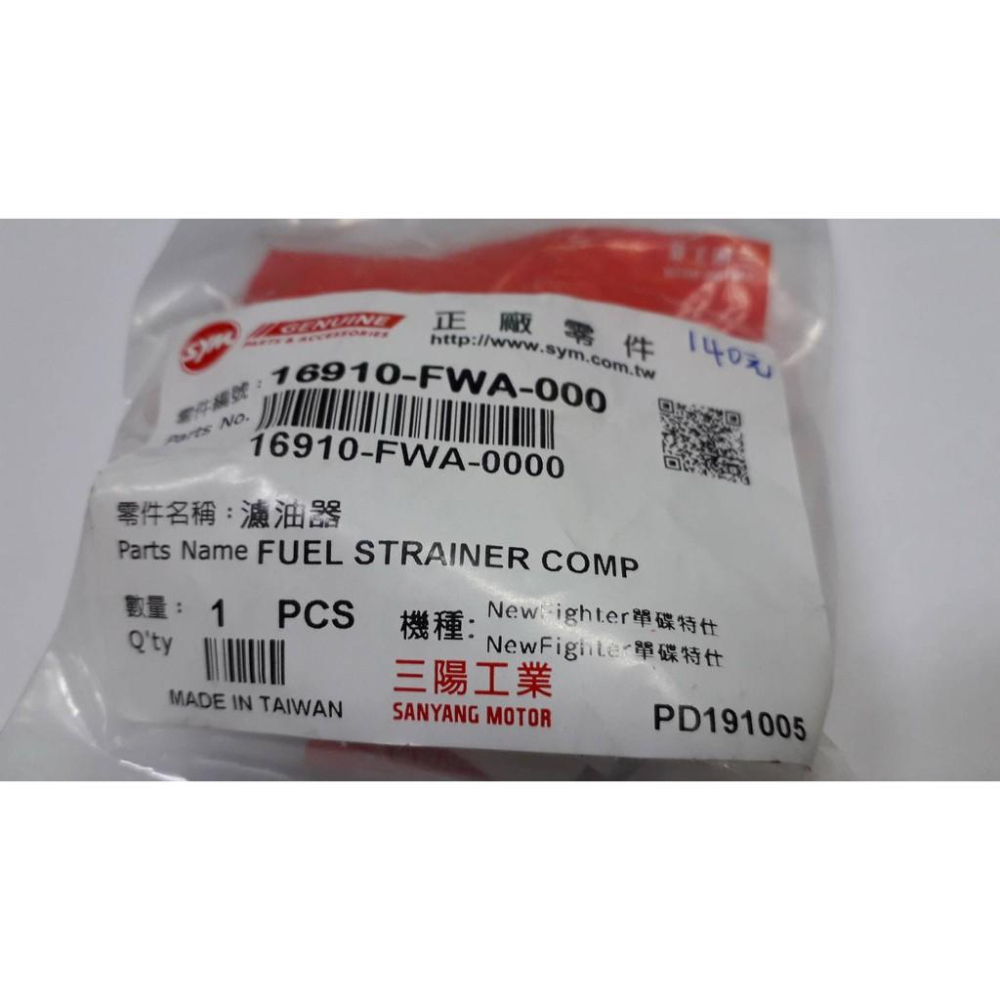 SYM GENUINE 正廠零件 140元
PARTS & ACCESSORIES http://www.sym.com.tw
零件編號: 16910-FWA-000
Parts No.
16910-FWA-0000
零件名稱:濾油器
Parts Name FUEL STRAINER COMP
數量: 1 PCS 機種: NewFighter單碟特仕
Q'ty NewFighter單碟特仕
三陽工業
MADE IN TAIWAN SANYANG MOTOR PD191005